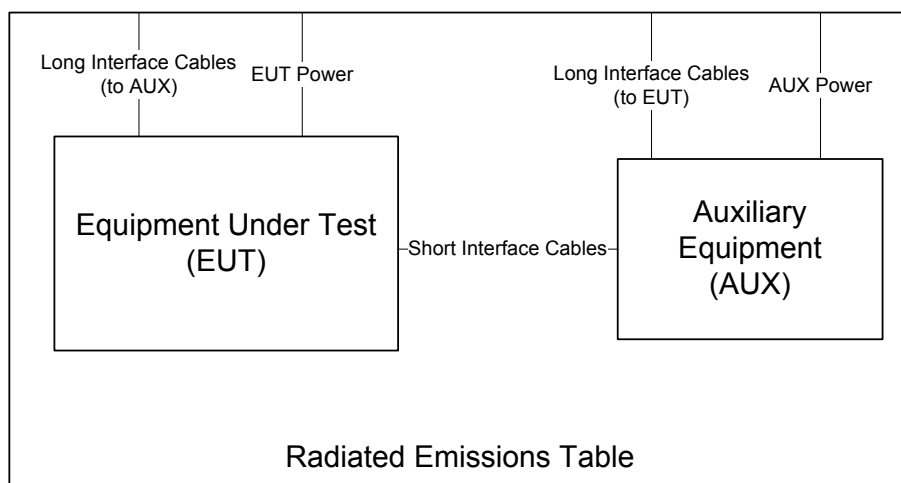 Long Interface Cables
(to AUX)
EUT Power
Long Interface Cables
(to EUT)
AUX Power
Equipment Under Test
(EUT)
Short Interface Cables
Auxiliary
Equipment
(AUX)
Radiated Emissions Table